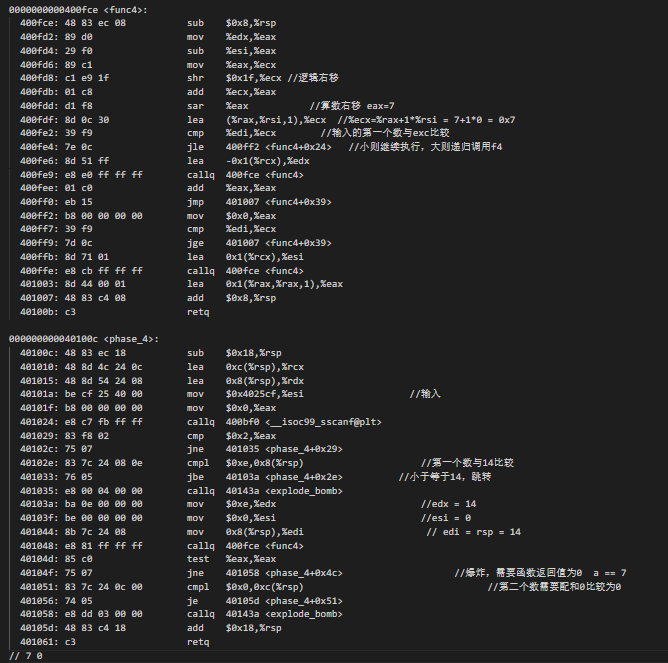 0000000000400fce <func4>:
400fce: 48 83 ec 08 sub $0x8,%rsp
400fd2: 89 d0 mov %edx,%eax
400fd4: 29 f0 sub %esi,%eax
400fd6: 89 c1 mov %eax,%ecx
400fd8: c1 e9 1f shr $0x1f,%ecx //逻辑右移
400fdb: 01 c8 add %ecx,%eax
400fdd: d1 f8 sar %eax //算数右移 eax=7
400fdf: 8d 0c 30 lea (%rax,%rsi,1),%ecx //%ecx=%rax+1*%rsi = 7+1*0 = 0x7
400fe2: 39 f9 cmp %edi,%ecx //输入的第一个数与exc比较
400fe4: 7e 0c jle 400ff2 <func4+0x24> //小则继续执行，大则递归调用f4
400fe6: 8d 51 ff lea -0x1(%rcx),%edx
400fe9: e8 e0 ff ff ff callq 400fce <func4>
400fee: 01 c0 add %eax,%eax
400ff0: eb 15 jmp 401007 <func4+0x39>
400ff2: b8 00 00 00 00 mov $0x0,%eax
400ff7: 39 f9 cmp %edi,%ecx
400ff9: 7d 0c jge 401007 <func4+0x39>
400ffb: 8d 71 01 lea 0x1(%rcx),%esi
400ffe: e8 cb ff ff ff callq 400fce <func4>
401003: 8d 44 00 01 lea 0x1(%rax,%rax,1),%eax
401007: 48 83 c4 08 add $0x8,%rsp
40100b: c3 retq
000000000040100c <phase_4>:
40100c: 48 83 ec 18 sub $0x18,%rsp
401010: 48 8d 4c 24 0c lea 0xc(%rsp),%rcx
401015: 48 8d 54 24 08 lea 0x8(%rsp),%rdx
40101a: be cf 25 40 00 mov $0x4025cf,%esi //输入
40101f: b8 00 00 00 00 mov $0x0,%eax
401024: e8 c7 fb ff ff callq 400bf0 <__isoc99_sscanf@plt>
401029: 83 f8 02 cmp $0x2,%eax
40102c: 75 07 jne 401035 <phase_4+0x29>
40102e: 83 7c 24 08 0e cmpl $0xe,0x8(%rsp) //第一个数与14比较
401033: 76 05 jbe 40103a <phase_4+0x2e> //小于等于14，跳转
401035: e8 00 04 00 00 callq 40143a <explode_bomb>
40103a: ba 0e 00 00 00 mov $0xe,%edx //edx = 14
40103f: be 00 00 00 00 mov $0x0,%esi //esi = 0
401044: 8b 7c 24 08 mov 0x8(%rsp),%edi // edi = rsp = 14
401048: e8 81 ff ff ff callq 400fce <func4>
40104d: 85 c0 test %eax,%eax
40104f: 75 07 jne 401058 <phase_4+0x4c> //爆炸，需要函数返回值为0 a == 7
401051: 83 7c 24 0c 00 cmpl $0x0,0xc(%rsp) //第二个数需要配和0比较为0
401056: 74 05 je 40105d <phase_4+0x51>
401058: e8 dd 03 00 00 callq 40143a <explode_bomb>
40105d: 48 83 c4 18 add $0x18,%rsp
401061: c3 retq
// 7 0